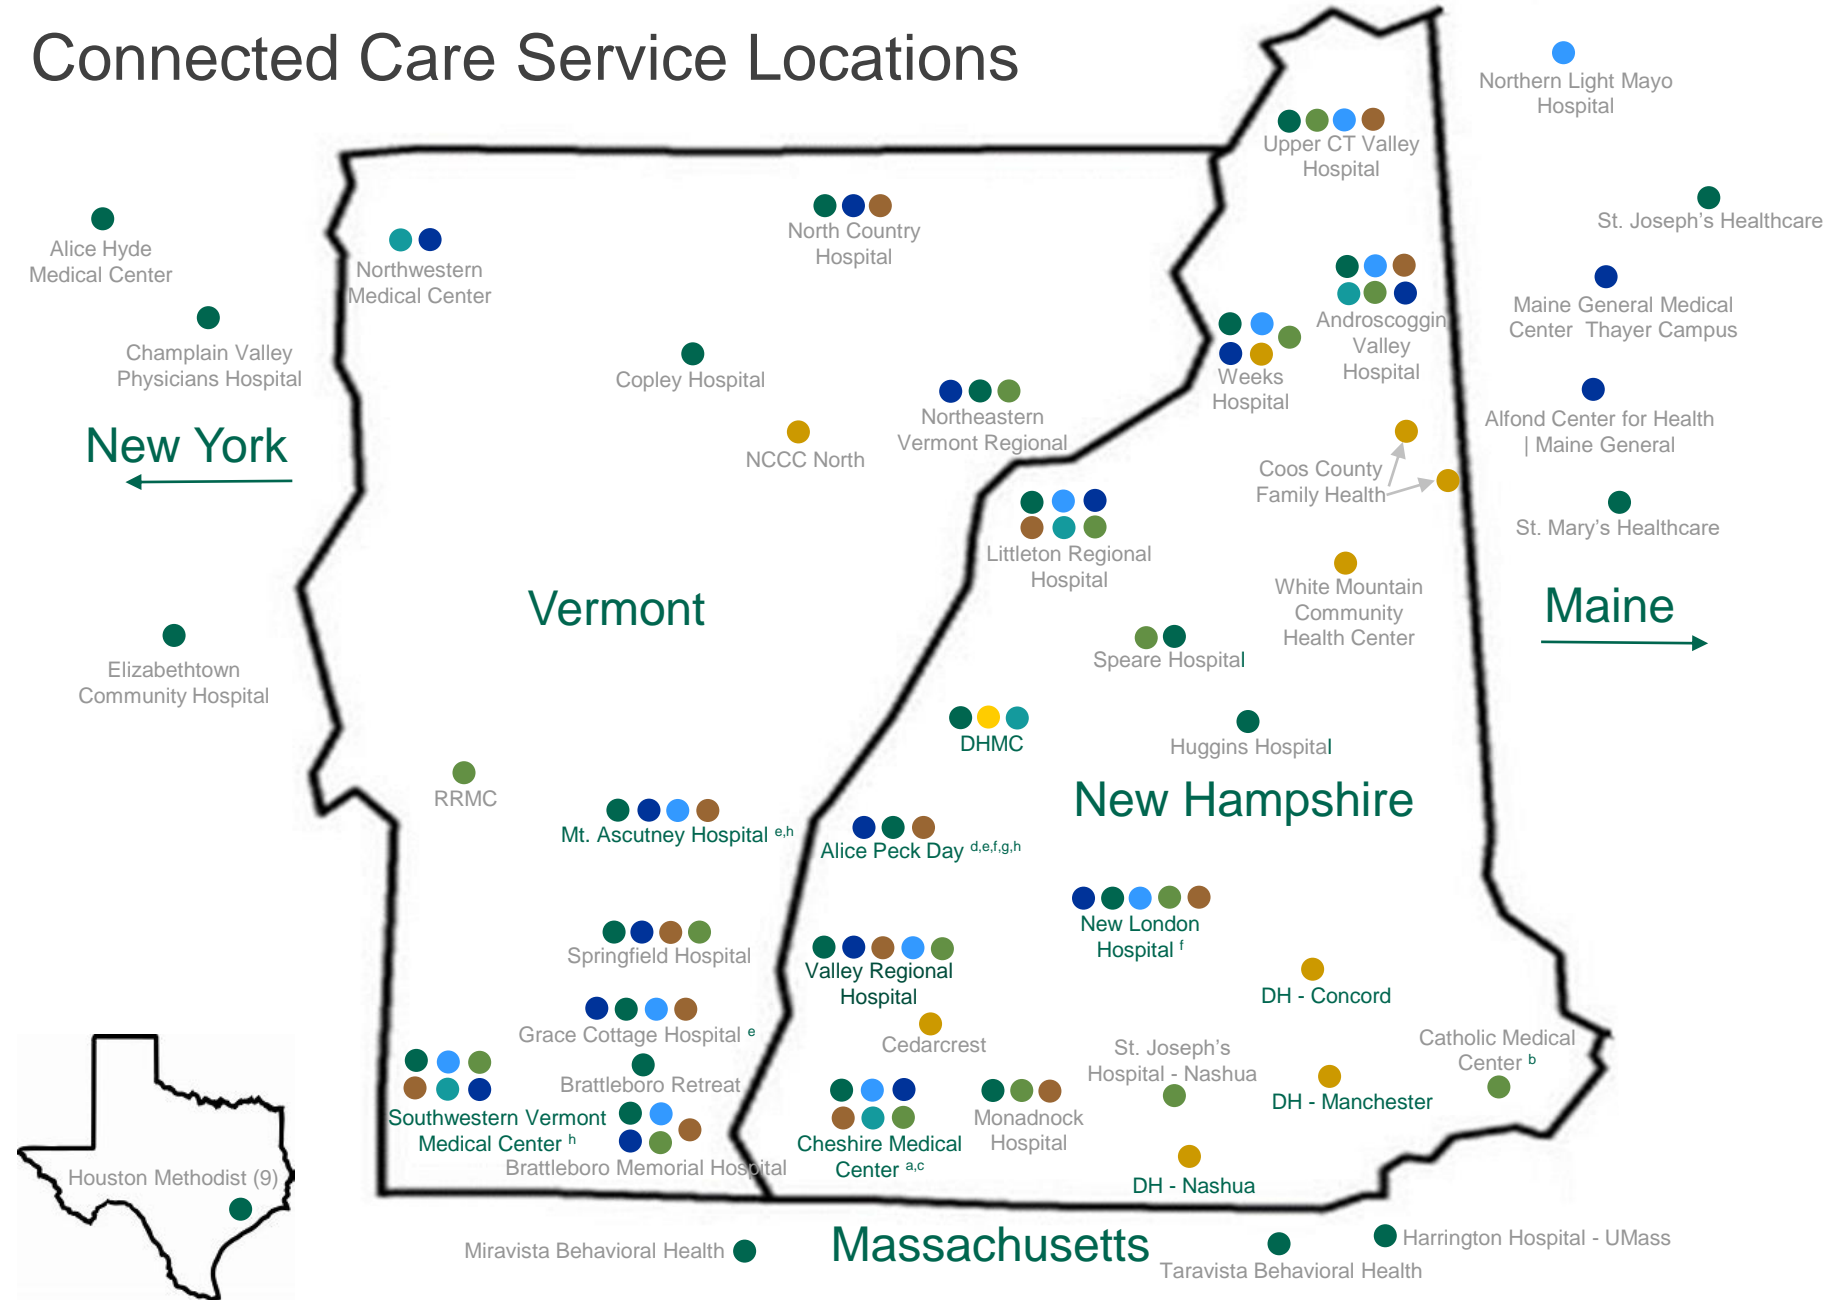 Connected Care Service Locations
Northern Light Mayo
Hospital
Upper CT Valley
Hospital
St. Joseph's Healthcare
Alice Hyde
Medical Center
North Country
Hospital
Northwestern
Medical Center
Maine General Medical
Center Thayer Campus
Androscoggin
Valley
Hospital
Champlain Valley
Physicians Hospital
Copley Hospital
Weeks
Hospital
Northeastern
Vermont Regional
Alfond Center for Health
| Maine General
New York
NCCC North
Coos County
Family Health
St. Mary's Healthcare
Littleton Regional
Hospital
White Mountain
Community
Health Center
Vermont
Maine
Speare Hospital
Elizabethtown
Community Hospital
DHMC
Huggins Hospital
RRMC
New Hampshire
Mt. Ascutney Hospital e,h
Alice Peck Day d,e,f,g,h
New London
Hospital f
Springfield Hospital
Valley Regional
Hospital
DH - Concord
Grace Cottage Hospital e
Cedarcrest
St. Joseph's
Hospital - Nashua
Catholic Medical
Center b
Brattleboro Retreat
DH - Manchester
Southwestern Vermont
Medical Center h
Monadnock
Hospital
Cheshire Medical
Center a,c
Brattleboro Memorial Hospital
Houston Methodist (9)
DH - Nashua
Miravista Behavioral Health
Massachusetts
Harrington Hospital - UMass
Taravista Behavioral Health